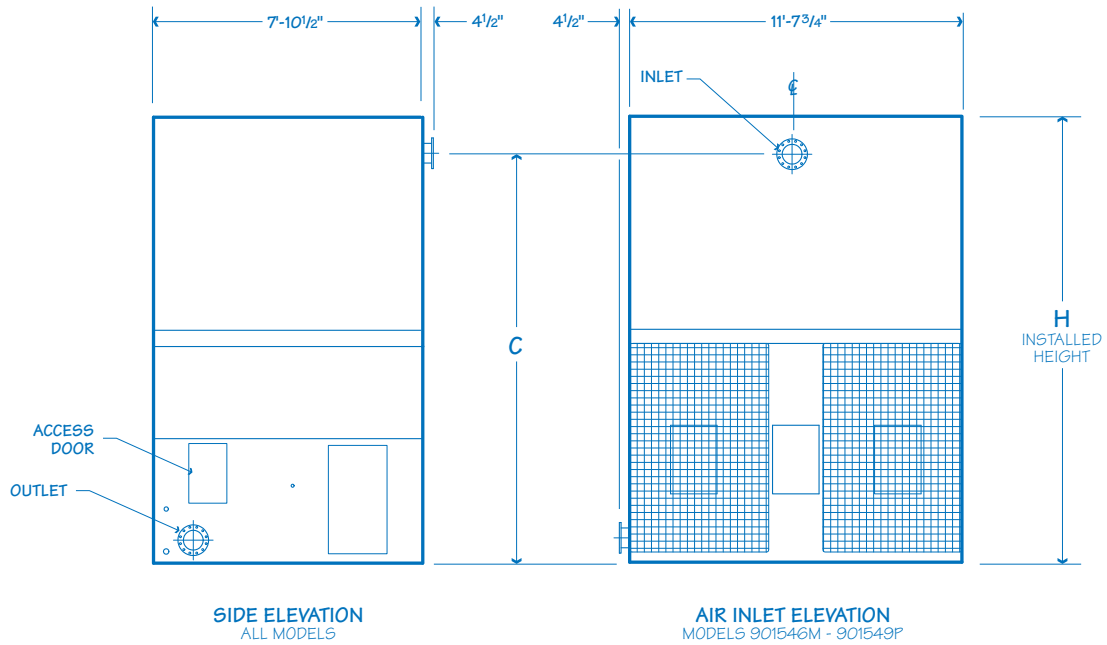 7'-10 1/2"
4 1/2"
4 1/2"
11'-7 3/4"
INLET
℄
C
H
INSTALLED
HEIGHT
ACCESS
DOOR
OUTLET
SIDE ELEVATION
ALL MODELS
AIR INLET ELEVATION
MODELS 901546M - 901549P